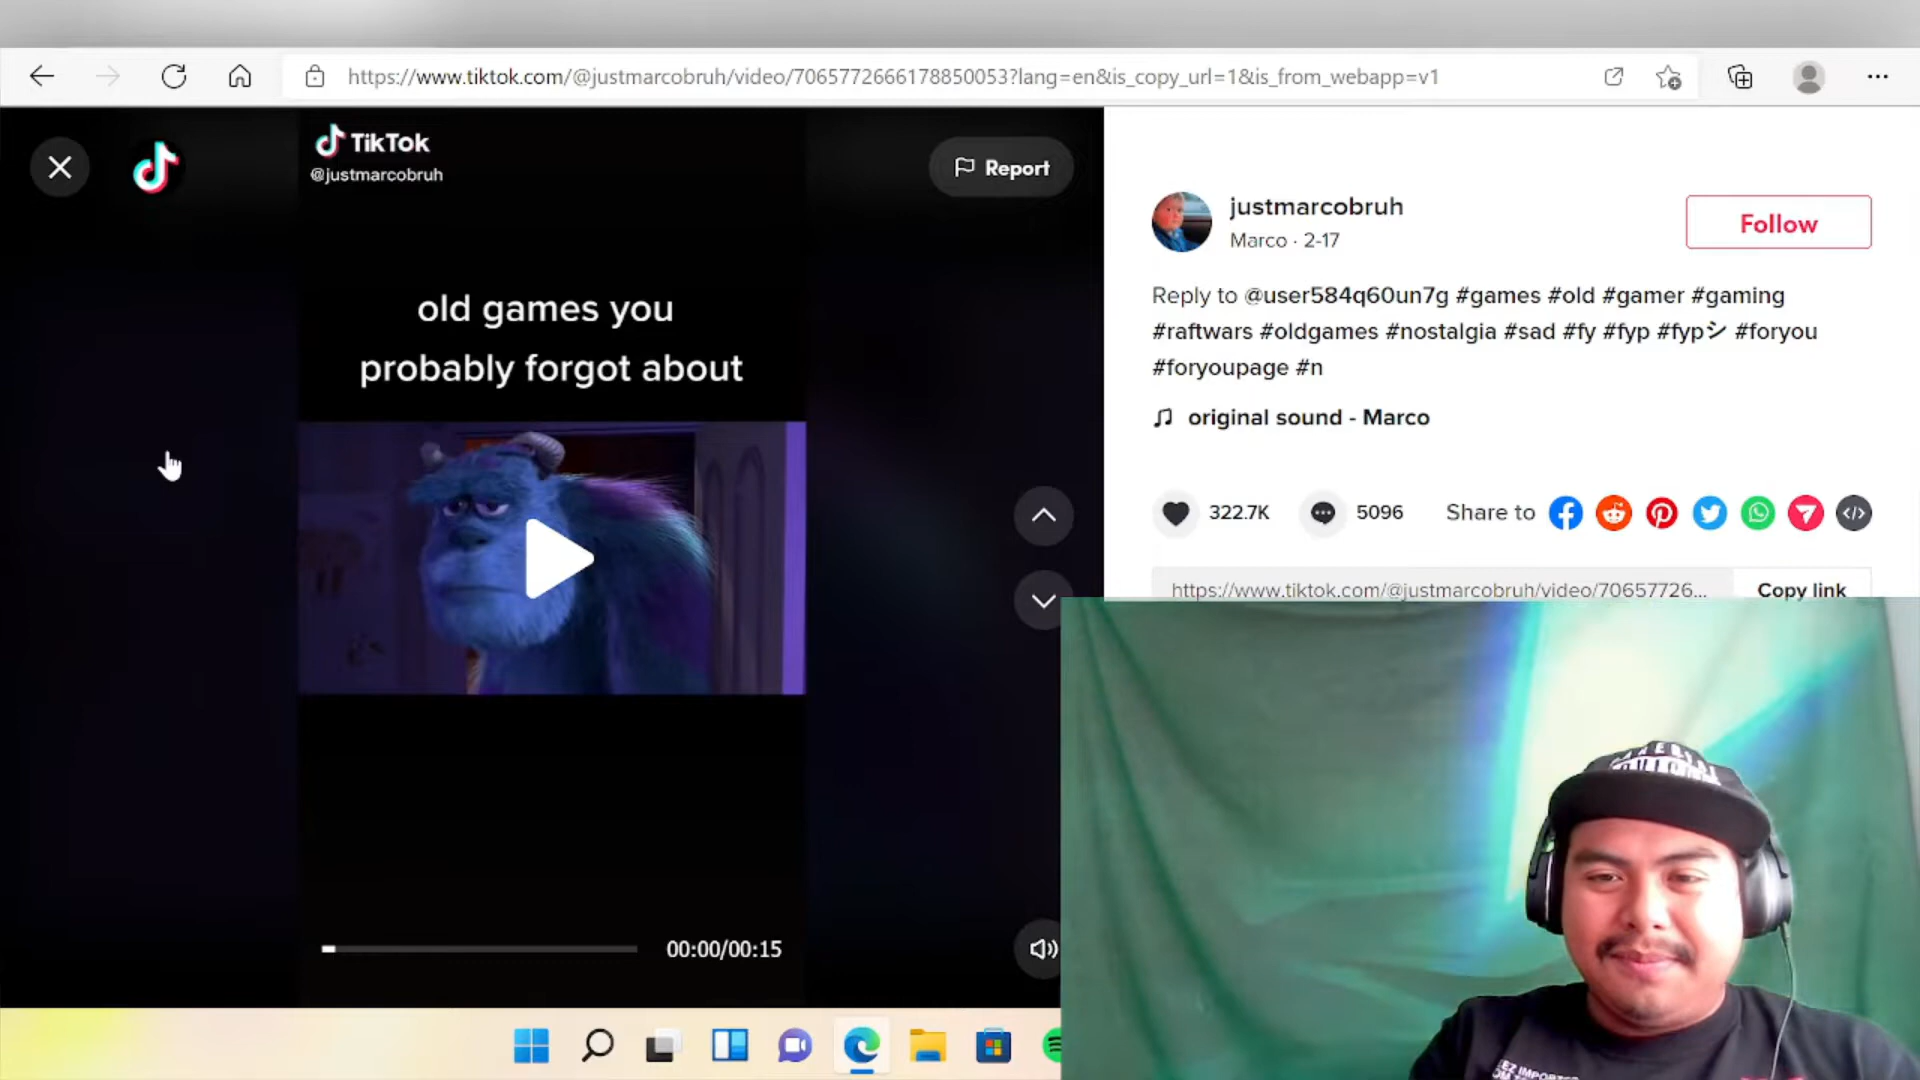 https://www.tiktok.com/@justmarcobruh/video/7065772666178850053?lang=en&is_copy_url=1&is_from_webapp=v1
TikTok
@justmarcobruh
Report
old games you
probably forgot about
00:00/00:15
justmarcobruh
Marco · 2-17
Follow
Reply to @user584q60un7g #games #old #gamer #gaming
#raftwars #oldgames #nostalgia #sad #fy #fyp #fypシ #foryou
#foryoupage #n
original sound - Marco
322.7K
5096
Share to
https://www.tiktok.com/@justmarcobruh/video/70657726...
Copy link